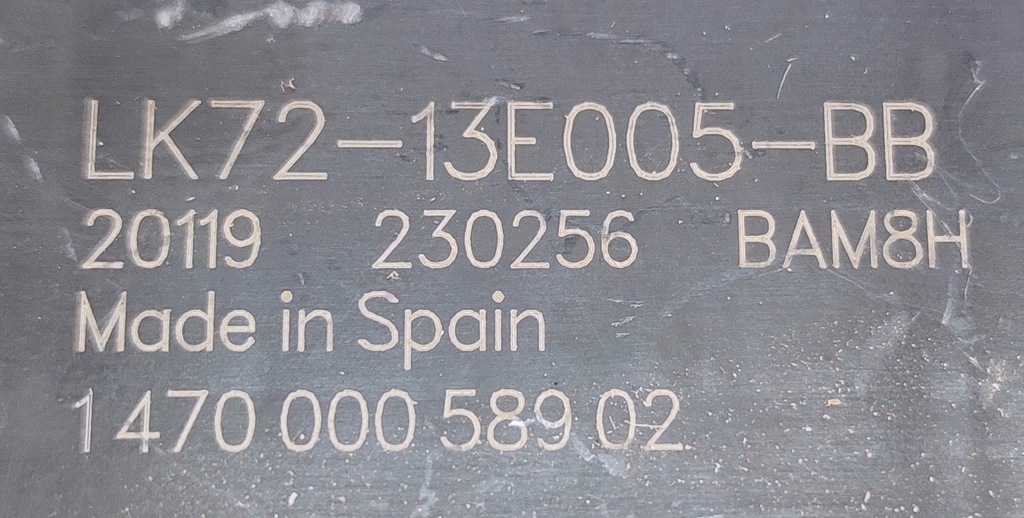 LK72-13E005-BB
20119 230256 BAM8H
Made in Spain
1 470 000 589 02